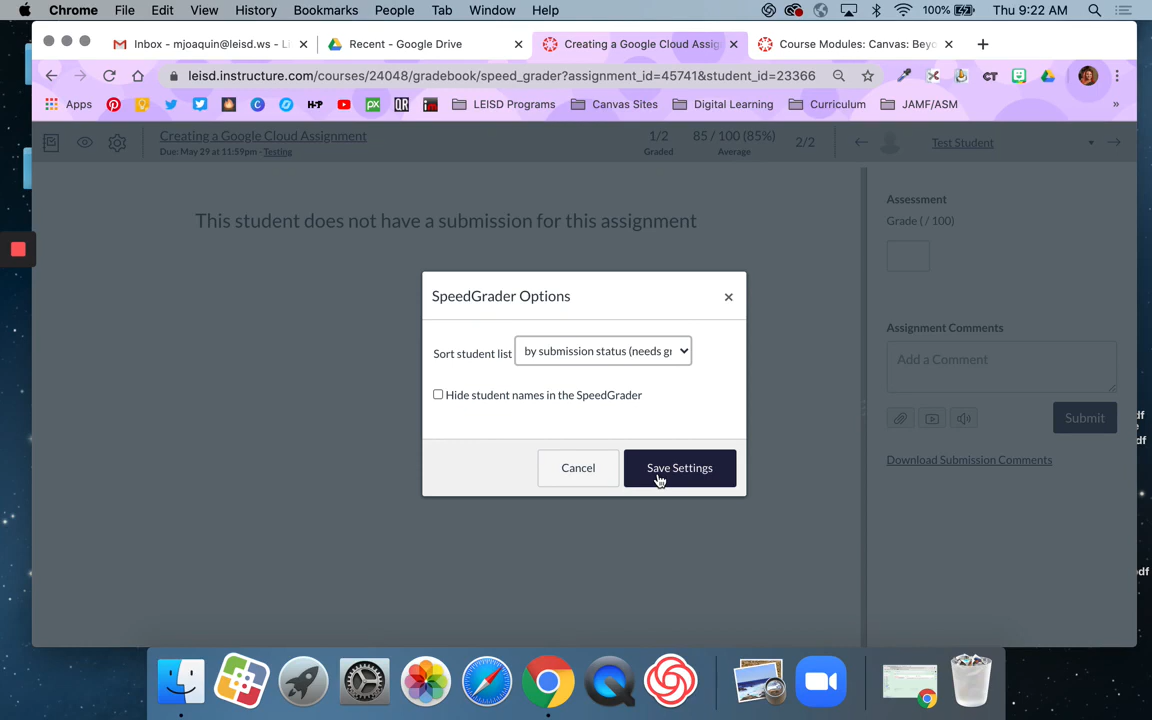 Chrome File Edit View History Bookmarks People Tab Window Help 100% Thu 9:22 AM
Inbox - mjoaquin@leisd.ws - L Recent - Google Drive Creating a Google Cloud Assig Course Modules: Canvas: Beyo
leisd.instructure.com/courses/24048/gradebook/speed_grader?assignment_id=45741&student_id=23366
Apps H-P QR LEISD Programs Canvas Sites Digital Learning Curriculum JAMF/ASM »
Creating a Google Cloud Assignment 1/2 85 / 100 (85%) 2/2 Test Student
Due: May 29 at 11:59pm - Testing Graded Average
This student does not have a submission for this assignment
Assessment
Grade ( / 100)
SpeedGrader Options
Sort student list by submission status (needs gr
Hide student names in the SpeedGrader
Cancel Save Settings
Assignment Comments
Add a Comment
Submit
Download Submission Comments
df
df
df